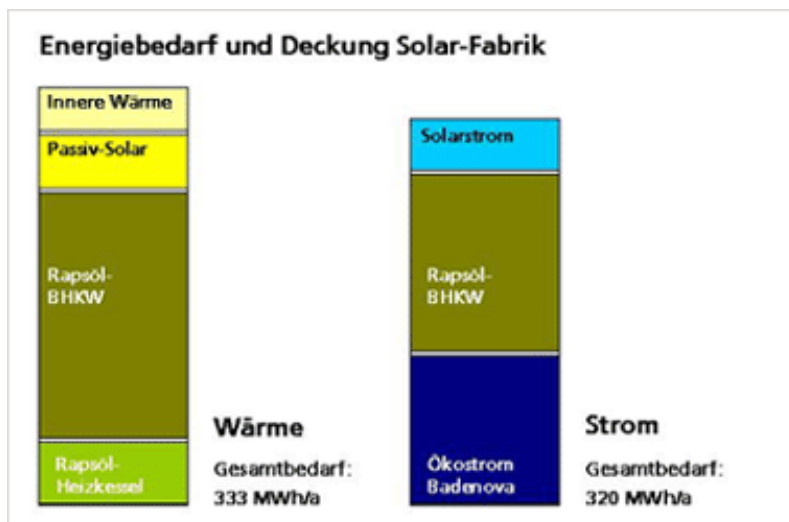 Energiebedarf und Deckung Solar-Fabrik
Innere Wärme
Passiv-Solar
Rapsöl-
BHKW
Rapsöl-
Heizkessel
Wärme
Gesamtbedarf:
333 MWh/a
Solarstrom
Rapsöl-
BHKW
Ökostrom
Badenova
Strom
Gesamtbedarf:
320 MWh/a